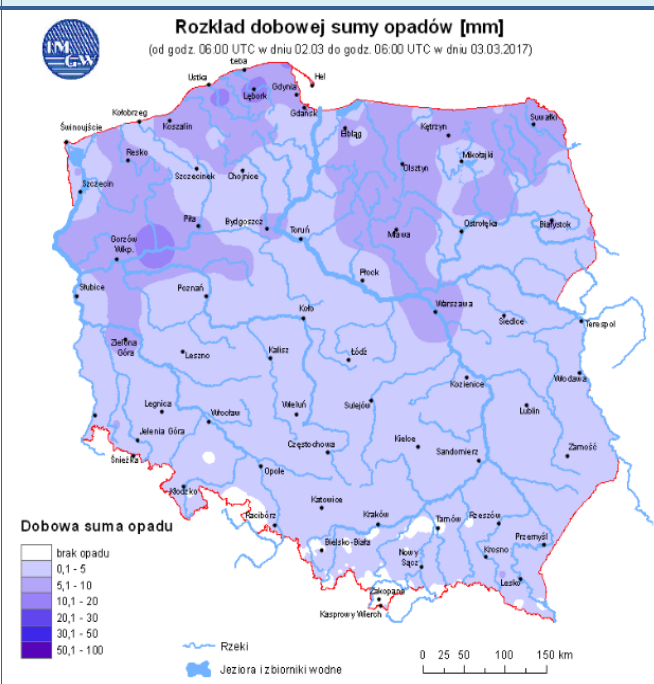 Rozkład dobowej sumy opadów [mm]
(od godz. 06:00 UTC w dniu 02.03 do godz. 06:00 UTC w dniu 03.03.2017)
IM
GW
Łeba
Ustka
Hel
Gdynia
Lębork
Gdańsk
Kołobrzeg
Koszalin
Świnoujście
Elbląg
Kętrzyn
Suwałki
Resko
Mikołajki
Olsztyn
Szczecinek
Chojnice
Szczecin
Piła
Bydgoszcz
Toruń
Mława
Ostrołęka
Białystok
Gorzów
Wlkp.
Płock
Słubice
Poznań
Warszawa
Koło
Siedlce
Terespol
Zielona
Góra
Leszno
Kalisz
Łódź
Kozienice
Włodawa
Legnica
Wrocław
Wieluń
Sulejów
Lublin
Jelenia Góra
Częstochowa
Kielce
Sandomierz
Zamość
Śnieżka
Opole
Kłodzko
Katowice
Racibórz
Kraków
Tarnów
Rzeszów
Bielsko-Biała
Przemyśl
Nowy
Sącz
Krosno
Lesko
Zakopane
Kasprowy Wierch
Dobowa suma opadu
brak opadu
0,1 - 5
5,1 - 10
10,1 - 20
20,1 - 30
30,1 - 50
50,1 - 100
Rzeki
Jeziora i zbiorniki wodne
0 25 50 100 150 km